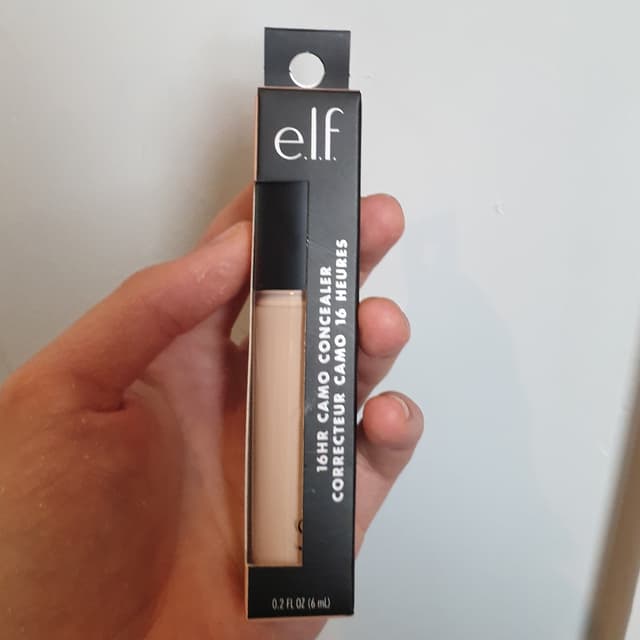 e.l.f.
16HR CAMO CONCEALER
CORRECTEUR CAMO 16 HEURES
0.2 FL OZ (6 mL)